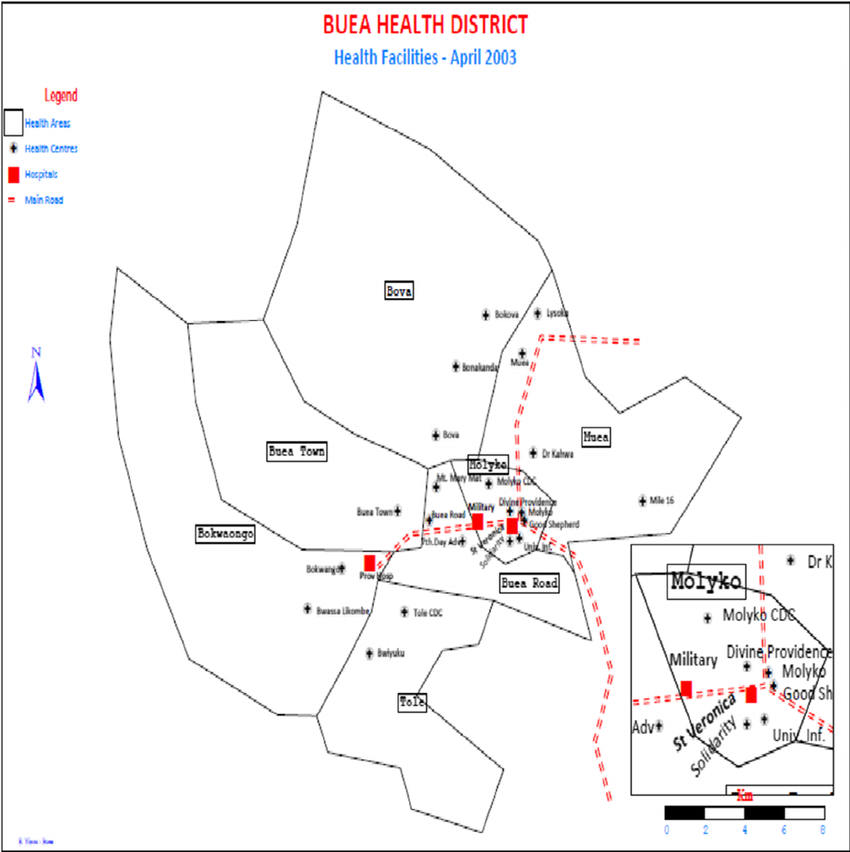 BUEA HEALTH DISTRICT
Health Facilities - April 2003
Legend
Health Areas
Health Centres
Hospitals
Main Road
N
Bova
Bokova
Lysoka
Muea
Bonakanda
Bova
Muea
Buea Town
Molyko
Dr Kahwa
Mt. Mary Mat
Molyko CDC
Mile 16
Divine Providence
Buea Town
Buea Road
Military
Molyko
Good Shepherd
Bokwaongo
7th.Day Adv
St Veronica
Solidarity
Univ. Inf.
Bokwango
Prov Hosp
Buea Road
Bwassa Likombe
Tole CDC
Bwiyuku
Tole
Dr K
Molyko
Molyko CDC
Divine Providence
Military
Molyko
Good Sh
Adv
St Veronica
Solidarity
Univ. Inf.
Km
0 2 4 6 8